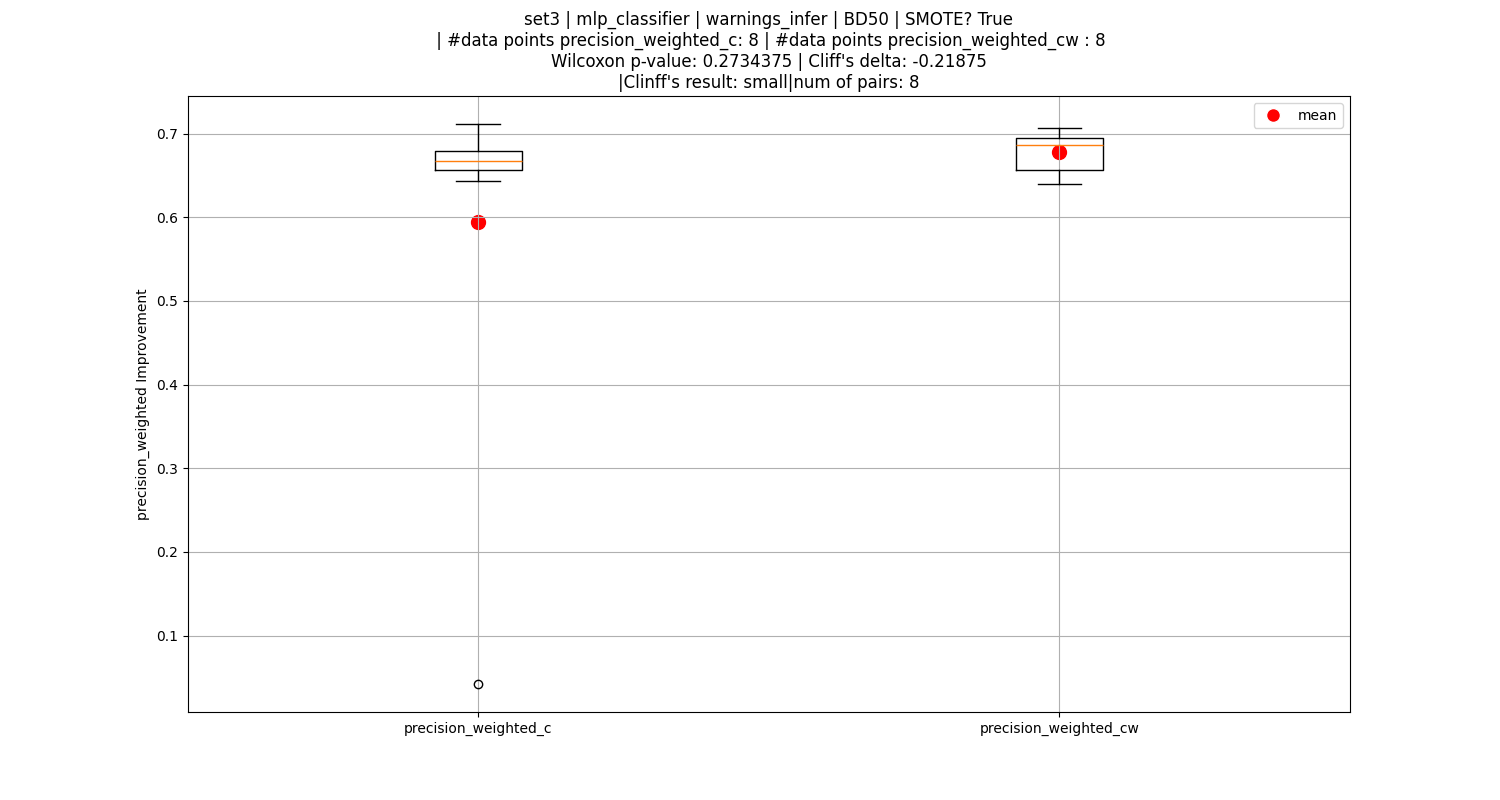 set3 | mlp_classifier | warnings_infer | BD50 | SMOTE? True
| #data points precision_weighted_c: 8 | #data points precision_weighted_cw : 8
Wilcoxon p-value: 0.2734375 | Cliff's delta: -0.21875
|Clinff's result: small|num of pairs: 8
mean
0.7
0.6
0.5
0.4
0.3
0.2
0.1
precision_weighted Improvement
precision_weighted_c
precision_weighted_cw